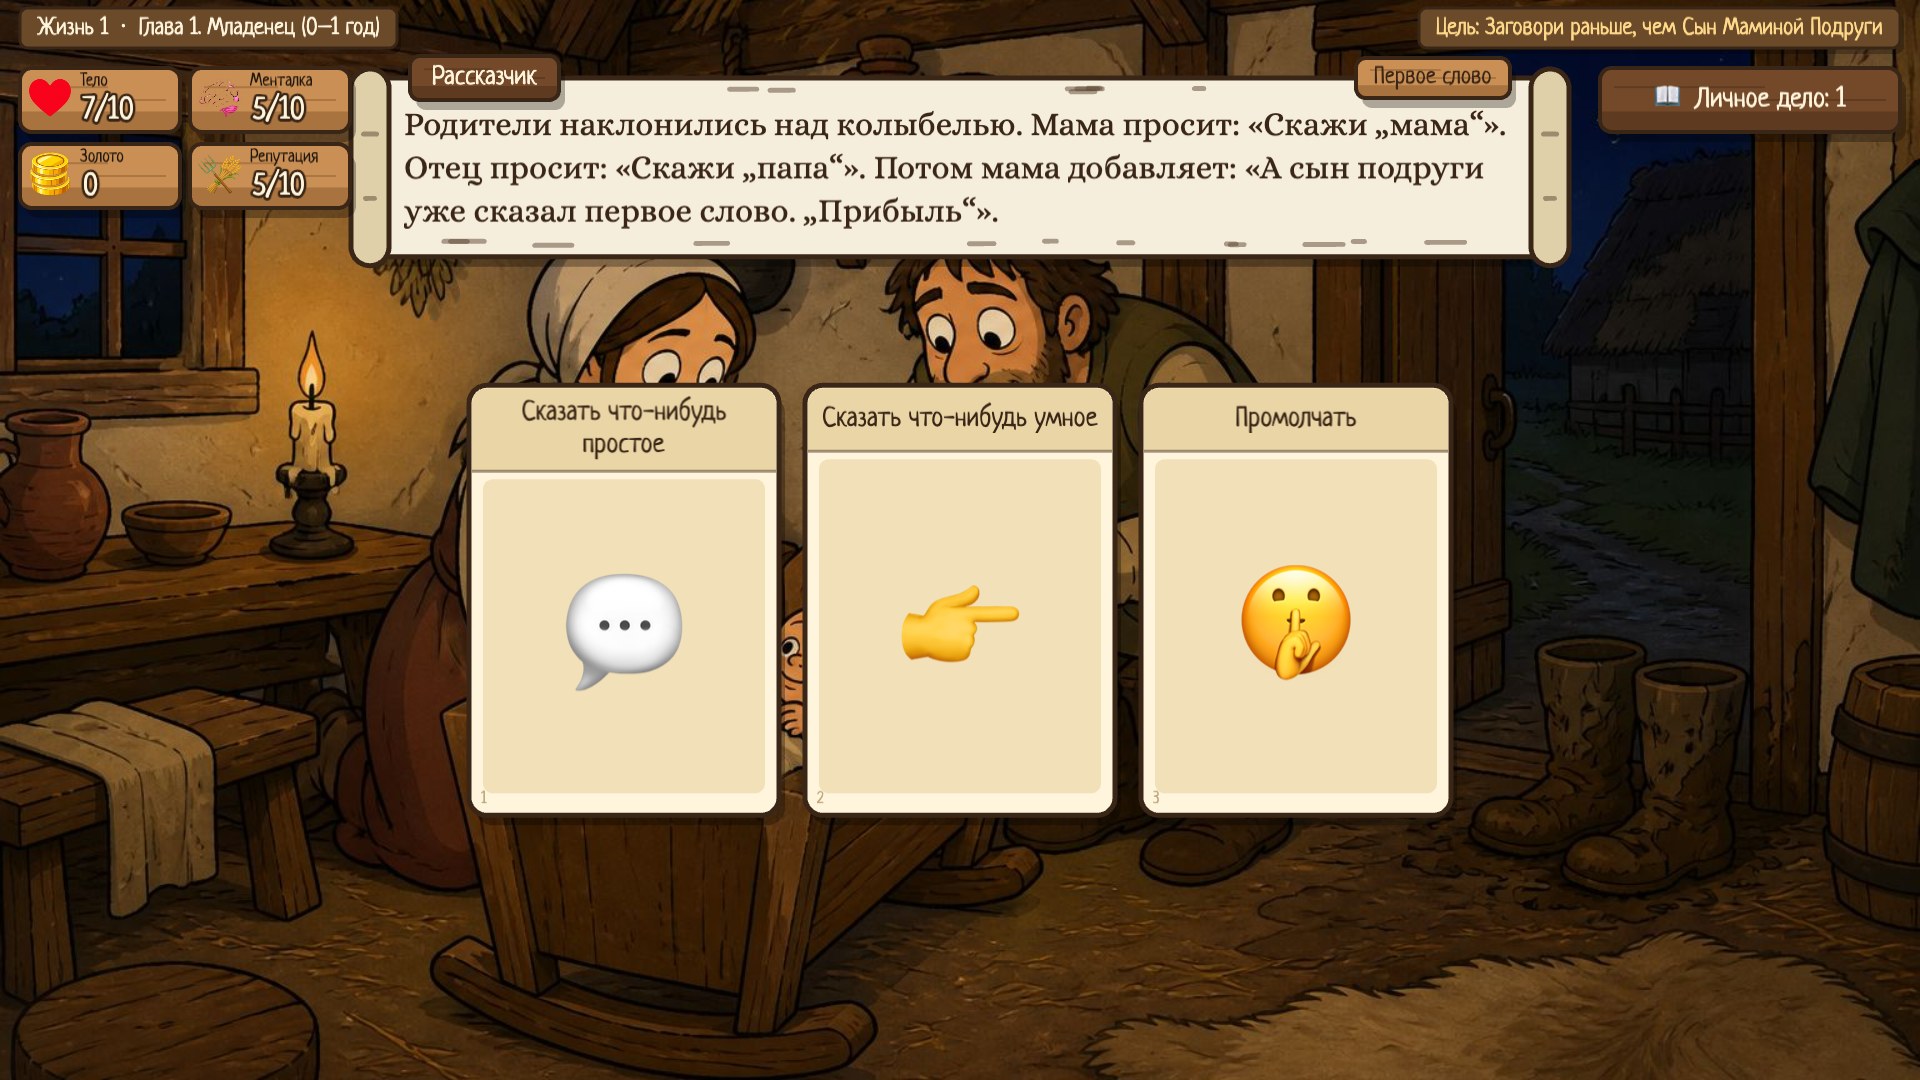 Жизнь 1 · Глава 1. Младенец (0–1 год)
Цель: Заговори раньше, чем Сын Маминой Подруги
Тело
7/10
Менталка
5/10
Золото
0
Репутация
5/10
Рассказчик
Первое слово
Личное дело: 1
Родители наклонились над колыбелью. Мама просит: «Скажи „мама“».
Отец просит: «Скажи „папа“». Потом мама добавляет: «А сын подруги
уже сказал первое слово. „Прибыль“».
Сказать что-нибудь
простое
1
Сказать что-нибудь умное
2
Промолчать
3